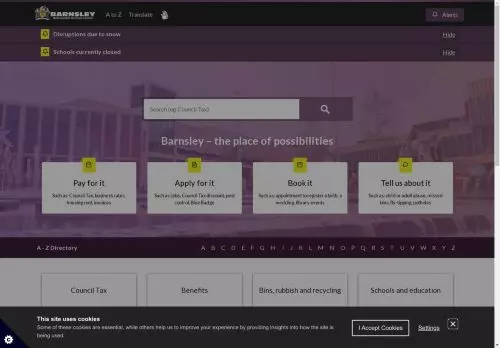 BARNSLEY
A to Z
Translate
Alerts
Disruptions due to snow
Hide
Schools currently closed
Hide
Search (eg Council Tax)
Barnsley – the place of possibilities
Pay for it
Such as: Council Tax, business rates,
housing rent, invoices
Apply for it
Such as: jobs, Council Tax discount, pest
control, Blue Badge
Book it
Such as: appointment to register a birth, a
wedding, library events
Tell us about it
Such as: child or adult abuse, missed
bins, fly-tipping, potholes
A - Z Directory
A B C D E F G H I J K L M N O P Q R S T U V W X Y Z
Council Tax
Benefits
Bins, rubbish and recycling
Schools and education
This site uses cookies
Some of these cookies are essential, while others help us to improve your experience by providing insights into how the site is
being used.
I Accept Cookies
Settings